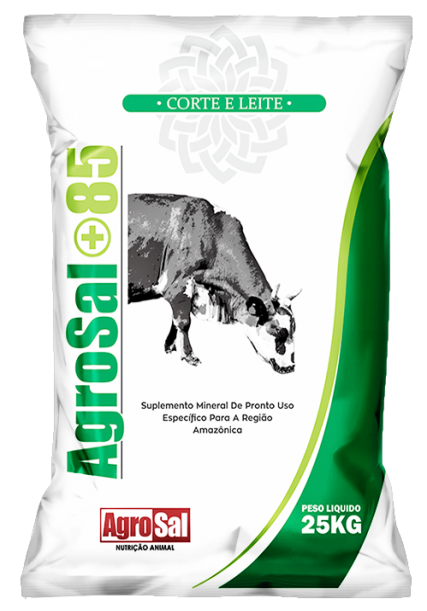 • CORTE E LEITE •
AgroSal+85
Suplemento Mineral De Pronto Uso
Específico Para A Região
Amazônica
PESO LIQUIDO
25KG
AgroSal
NUTRIÇÃO ANIMAL